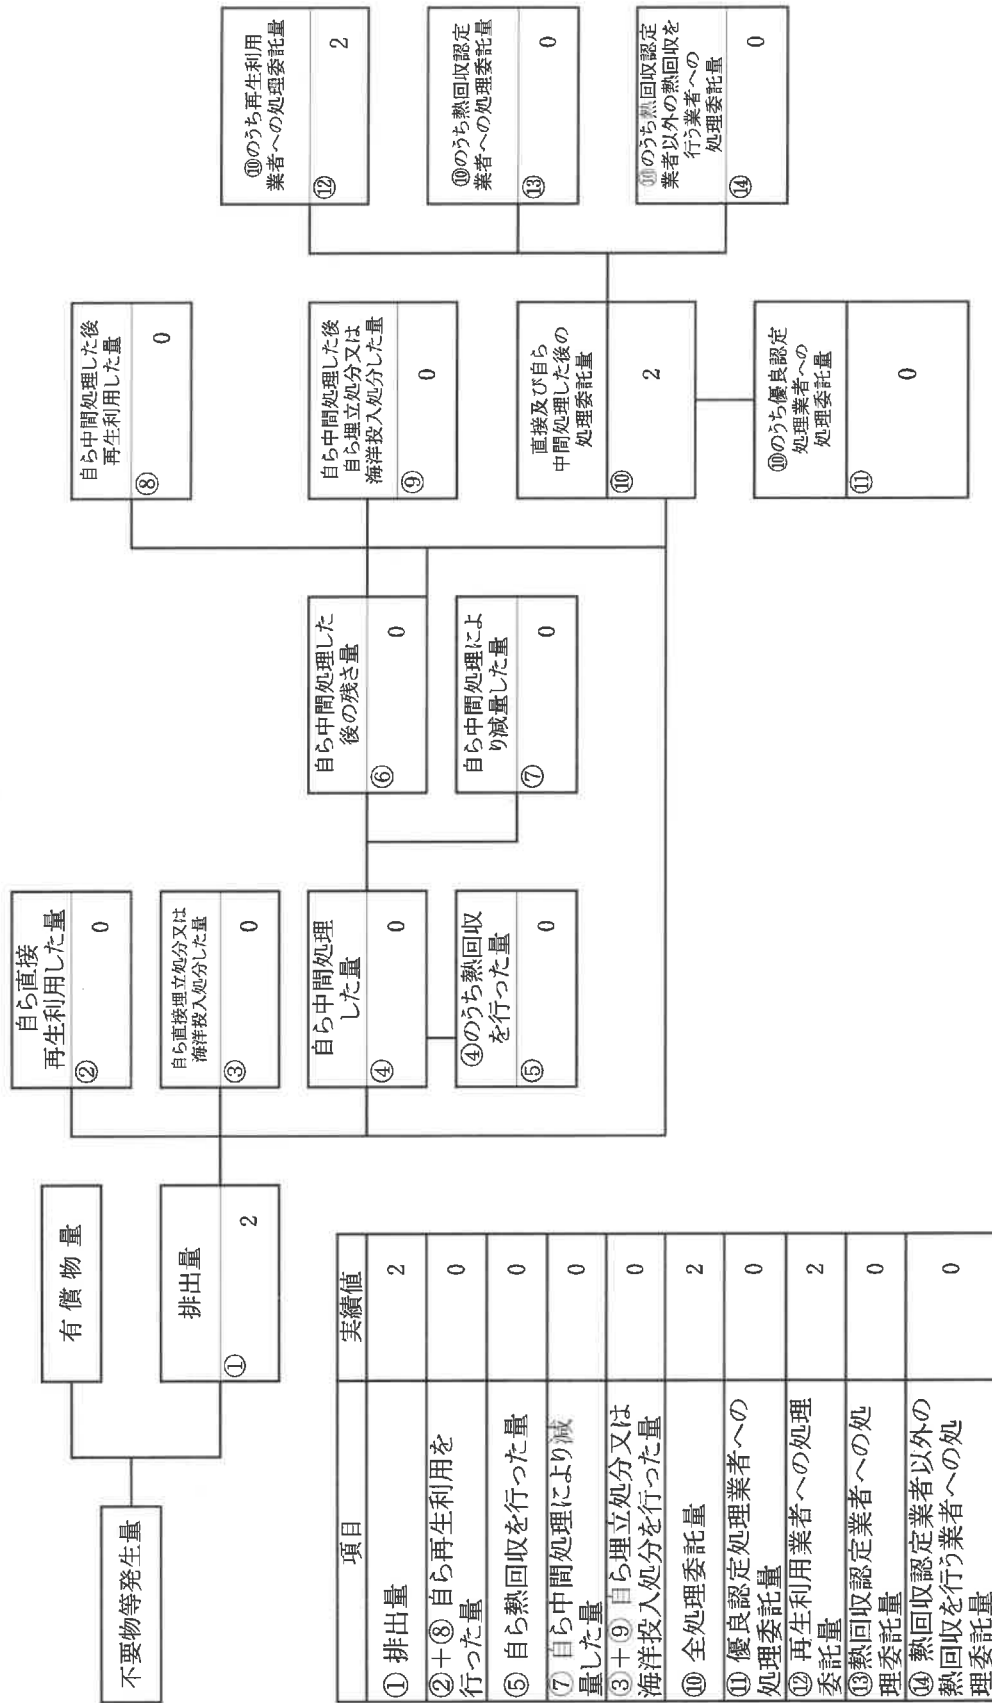 不要物等発生量
有償物量
排出量
①
2
自ら直接
再生利用した量
②
0
自ら直接埋立処分又は
海洋投入処分した量
③
0
自ら中間処理
した量
④
0
④のうち熱回収
を行った量
⑤
0
自ら中間処理した
後の残さ量
⑥
0
自ら中間処理によ
り減量した量
⑦
0
自ら中間処理した後
再生利用した量
⑧
0
自ら中間処理した後
自ら埋立処分又は
海洋投入処分した量
⑨
0
直接及び自ら
中間処理した後の
処理委託量
⑩
2
⑩のうち優良認定
処理業者への
処理委託量
⑪
0
⑩のうち再生利用
業者への処理委託量
⑫
2
⑩のうち熱回収認定
業者への処理委託量
⑬
0
⑩のうち熱回収認定
業者以外の熱回収を
行う業者への
処理委託量
⑭
0
項目 実績値
① 排出量 2
②+⑧ 自ら再生利用を
行った量 0
⑤ 自ら熱回収を行った量 0
⑦ 自ら中間処理により減
量した量 0
③+⑨ 自ら埋立処分又は
海洋投入処分を行った量 0
⑩ 全処理委託量 2
⑪ 優良認定処理業者への
処理委託量 0
⑫ 再生利用業者への処理
委託量 2
⑬熱回収認定業者への処
理委託量 0
⑭ 熱回収認定業者以外の
熱回収を行う業者への処
理委託量 0